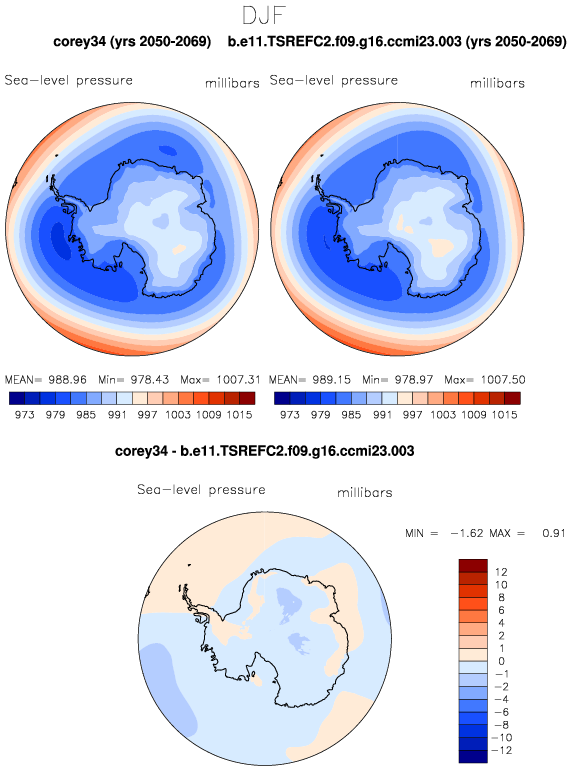 DJF
corey34 (yrs 2050-2069) b.e11.TSREFC2.f09.g16.ccmi23.003 (yrs 2050-2069)
Sea-level pressure millibars Sea-level pressure millibars
MEAN= 988.96 Min= 978.43 Max= 1007.31 MEAN= 989.15 Min= 978.97 Max= 1007.50
973 979 985 991 997 1003 1009 1015 973 979 985 991 997 1003 1009 1015
corey34 - b.e11.TSREFC2.f09.g16.ccmi23.003
Sea-level pressure millibars
MIN = -1.62 MAX = 0.91
12
10
8
6
4
2
1
0
-1
-2
-4
-6
-8
-10
-12